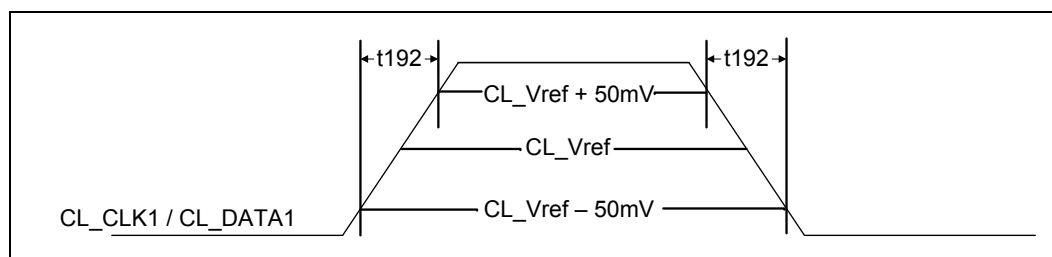 t192 t192
CL_Vref + 50mV
CL_Vref
CL_CLK1 / CL_DATA1 CL_Vref – 50mV